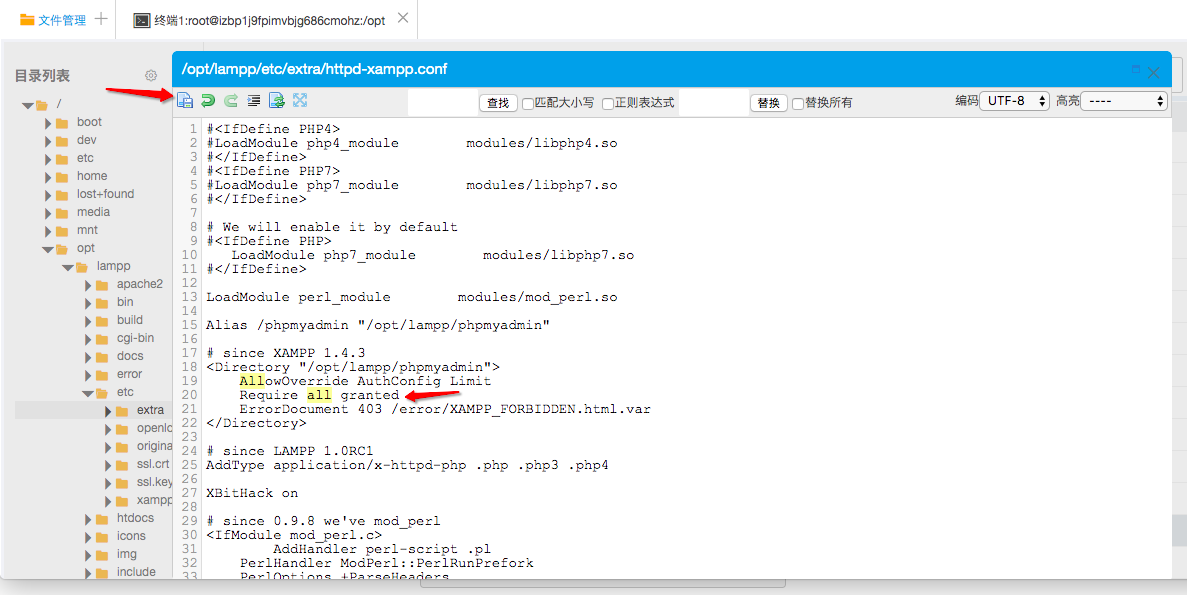 文件管理
终端1:root@izbp1j9fpimvbjg686cmohz:/opt
目录列表
/
boot
dev
etc
home
lost+found
media
mnt
opt
lampp
apache2
bin
build
cgi-bin
docs
error
etc
extra
openlc
origina
ssl.crt
ssl.key
xampp
htdocs
icons
img
include
/opt/lampp/etc/extra/httpd-xampp.conf
查找 匹配大小写 正则表达式 替换 替换所有 编码 UTF-8 高亮 ----
1 #<IfDefine PHP4>
2 #LoadModule php4_module        modules/libphp4.so
3 #</IfDefine>
4 #<IfDefine PHP7>
5 #LoadModule php7_module        modules/libphp7.so
6 #</IfDefine>
7
8 # We will enable it by default
9 #<IfDefine PHP>
10    LoadModule php7_module        modules/libphp7.so
11 #</IfDefine>
12
13 LoadModule perl_module        modules/mod_perl.so
14
15 Alias /phpmyadmin "/opt/lampp/phpmyadmin"
16
17 # since XAMPP 1.4.3
18 <Directory "/opt/lampp/phpmyadmin">
19     AllowOverride AuthConfig Limit
20     Require all granted
21     ErrorDocument 403 /error/XAMPP_FORBIDDEN.html.var
22 </Directory>
23
24 # since LAMPP 1.0RC1
25 AddType application/x-httpd-php .php .php3 .php4
26
27 XBitHack on
28
29 # since 0.9.8 we've mod_perl
30 <IfModule mod_perl.c>
31         AddHandler perl-script .pl
32     PerlHandler ModPerl::PerlRunPrefork
33     PerlOptions +ParseHeaders